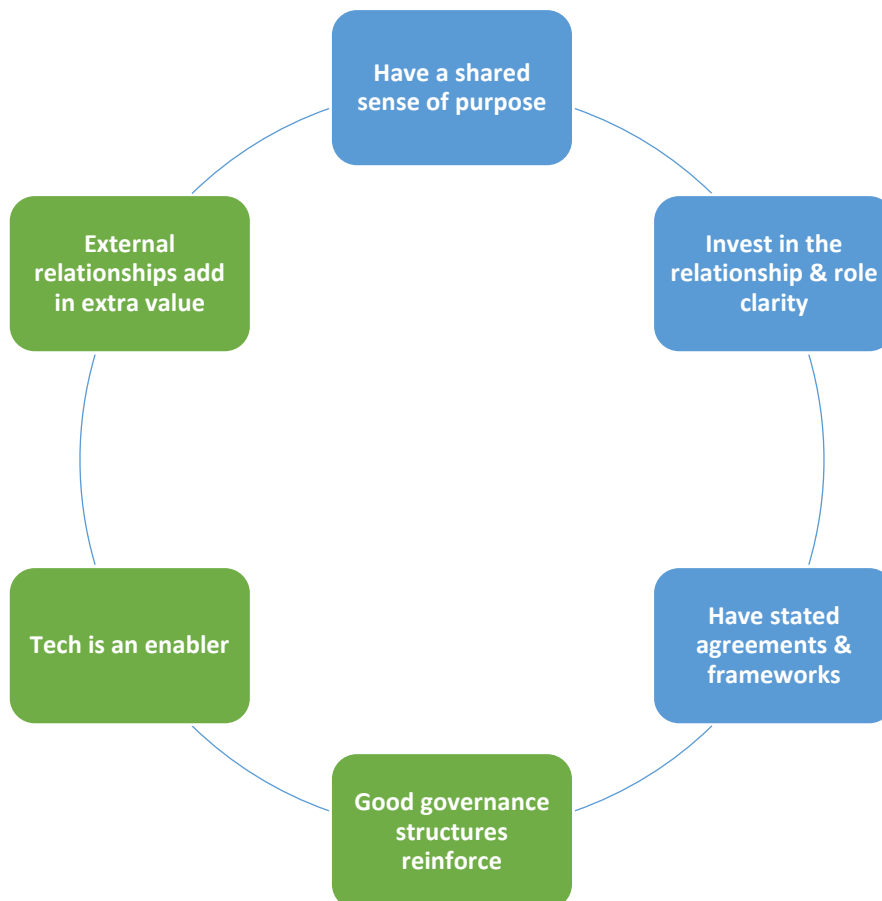 Have a shared
sense of purpose
Invest in the
relationship & role
clarity
Have stated
agreements &
frameworks
Good governance
structures
reinforce
Tech is an enabler
External
relationships add
in extra value